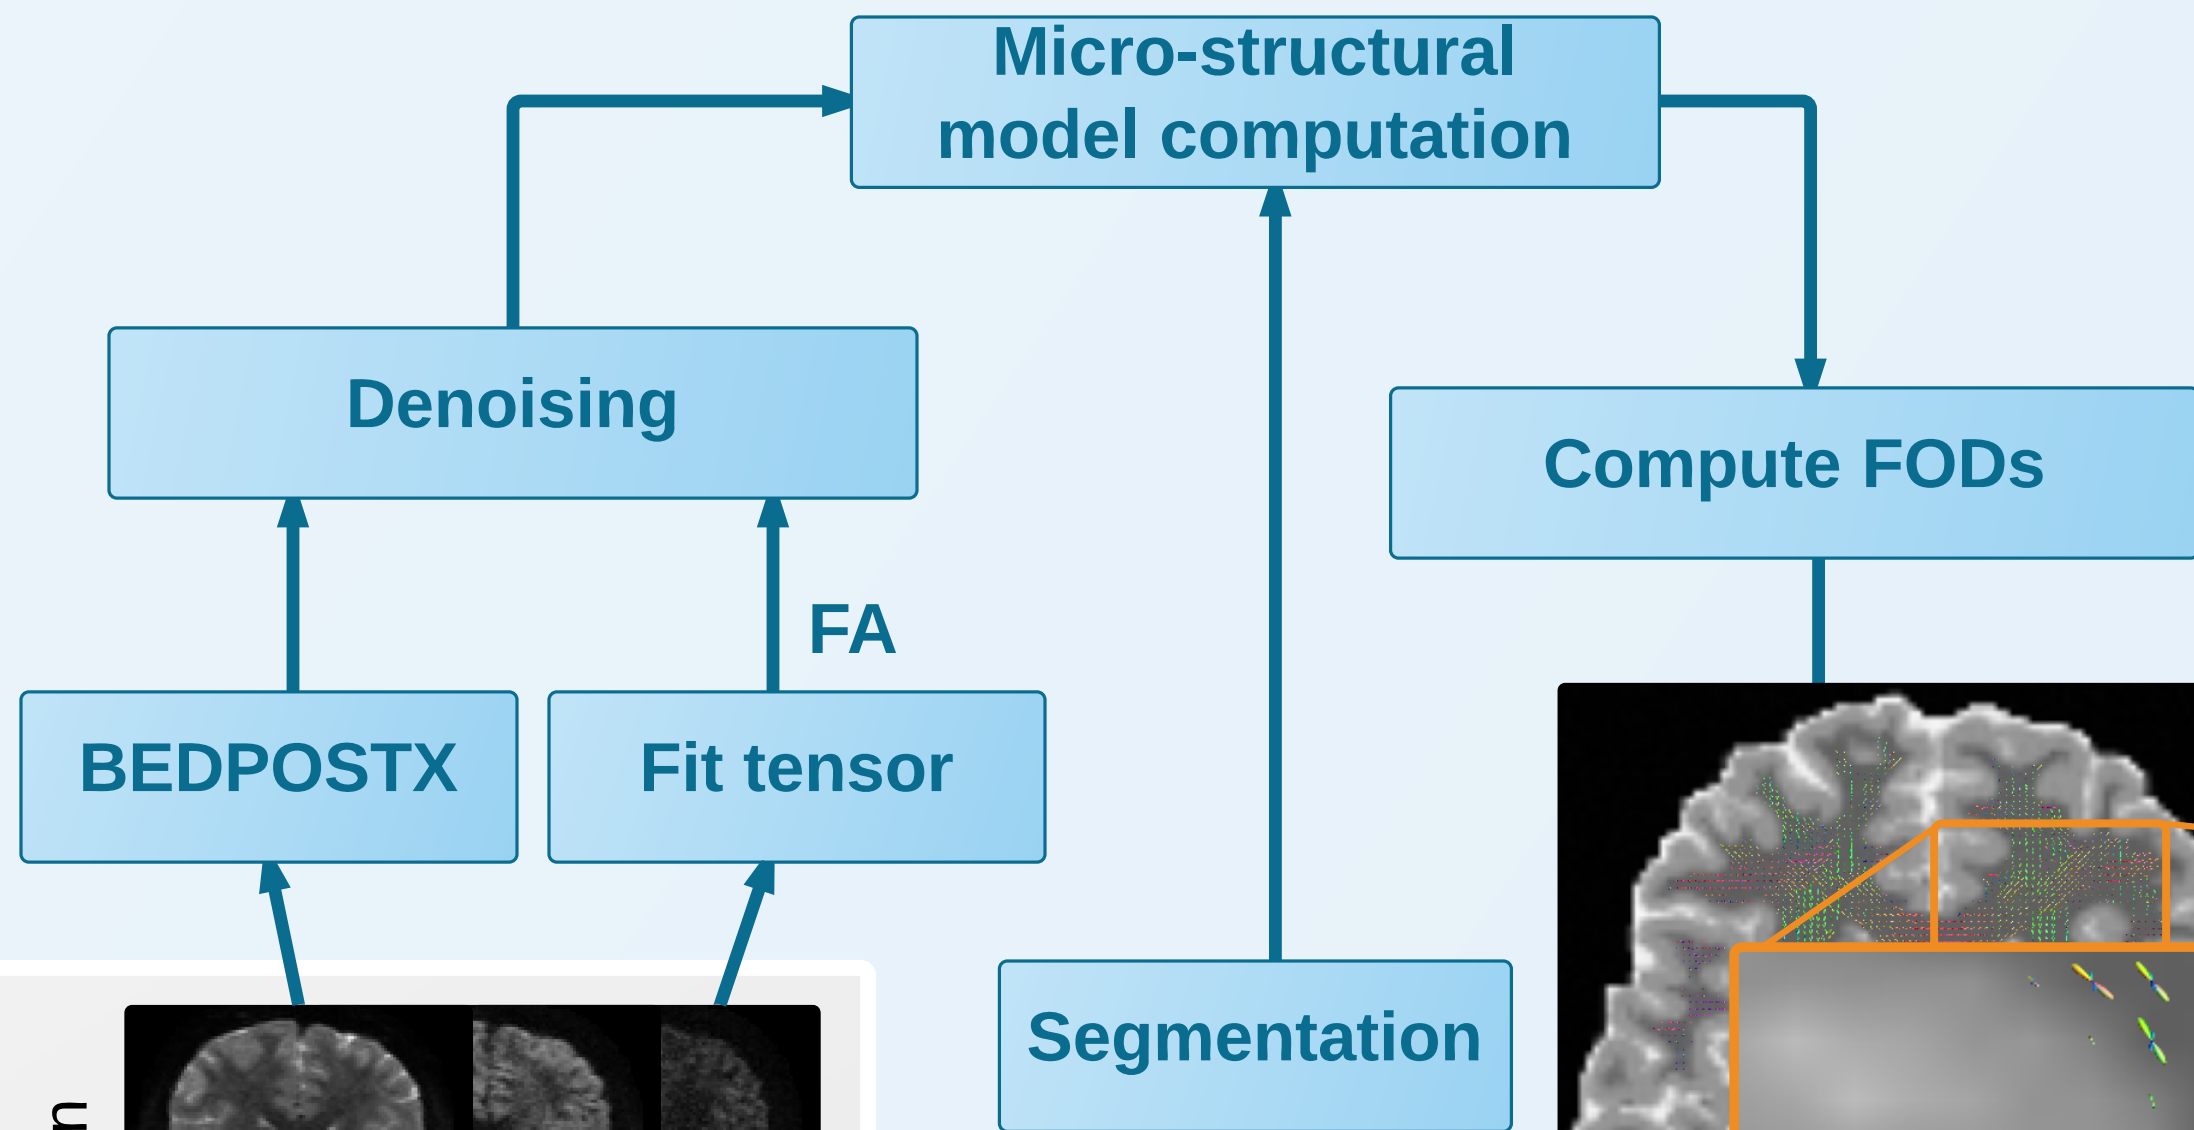 Micro-structural
model computation
Denoising
Compute FODs
FA
BEDPOSTX
Fit tensor
Segmentation